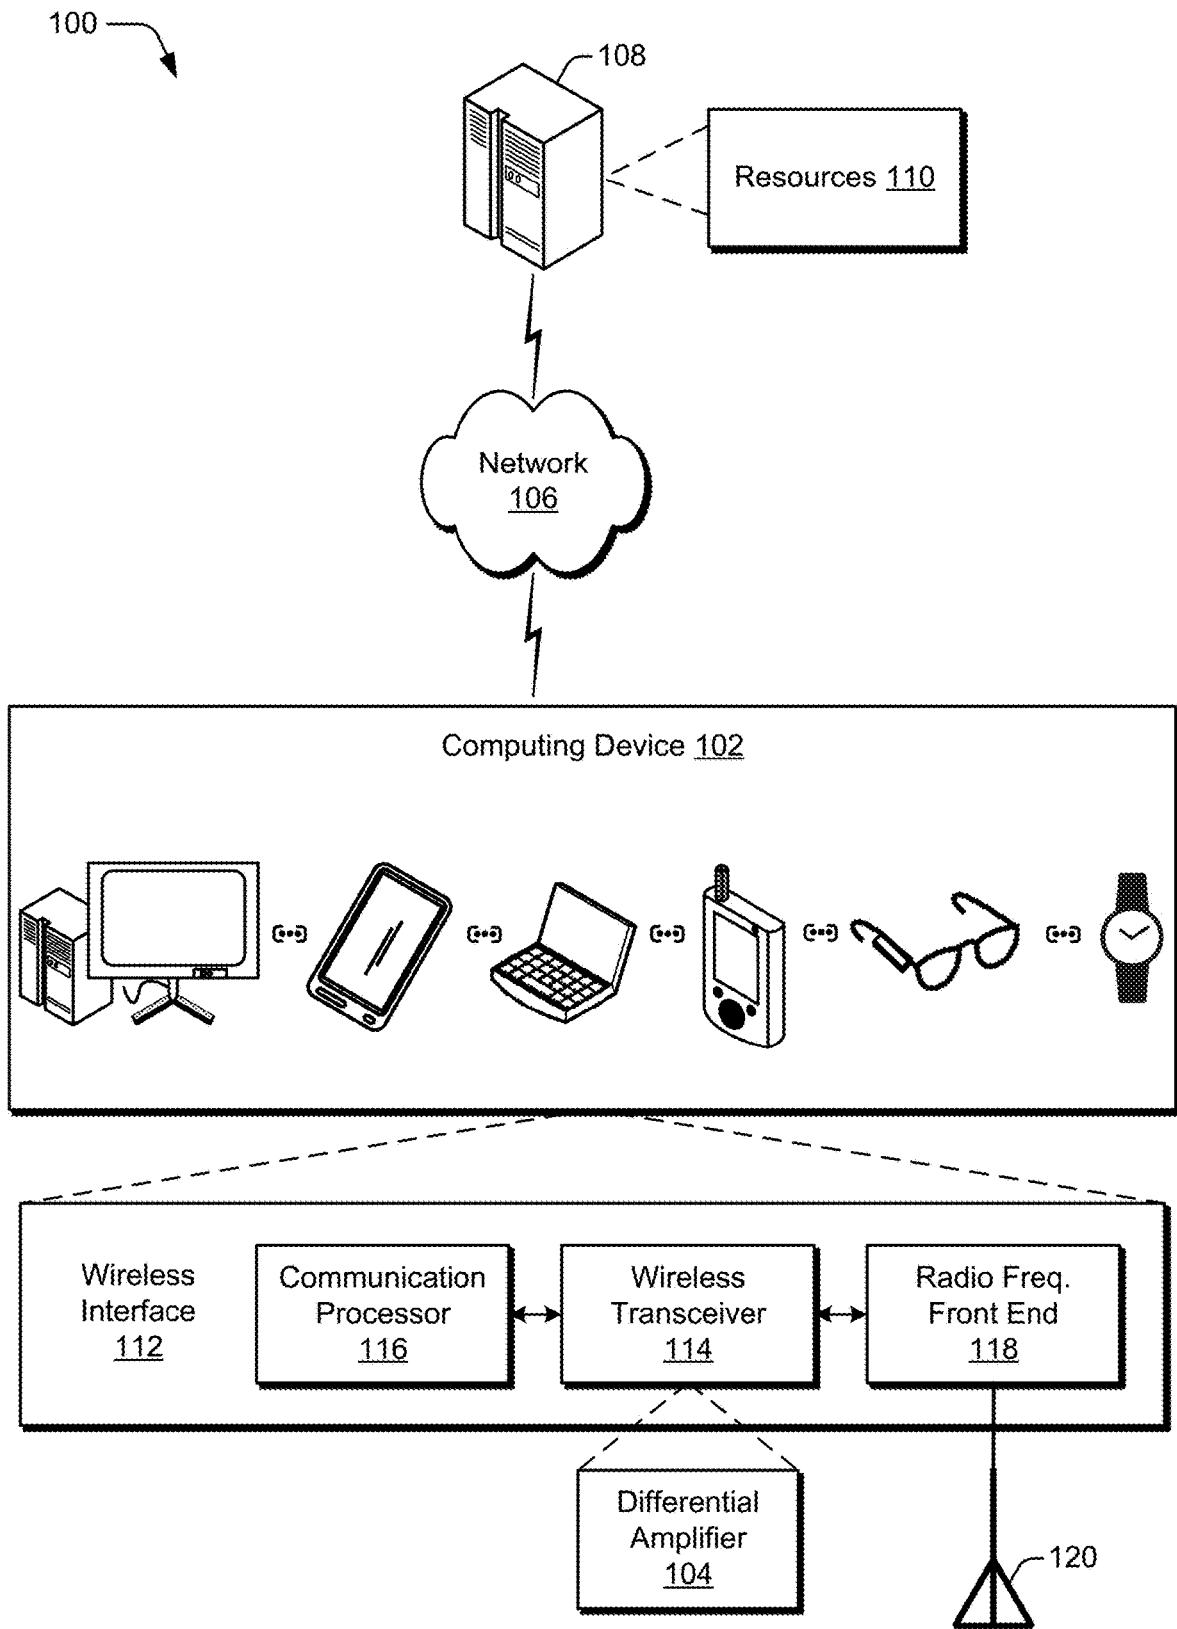 100
108
Resources 110
Network
106
Computing Device 102
Wireless
Interface
112
Communication
Processor
116
Wireless
Transceiver
114
Radio Freq.
Front End
118
Differential
Amplifier
104
120